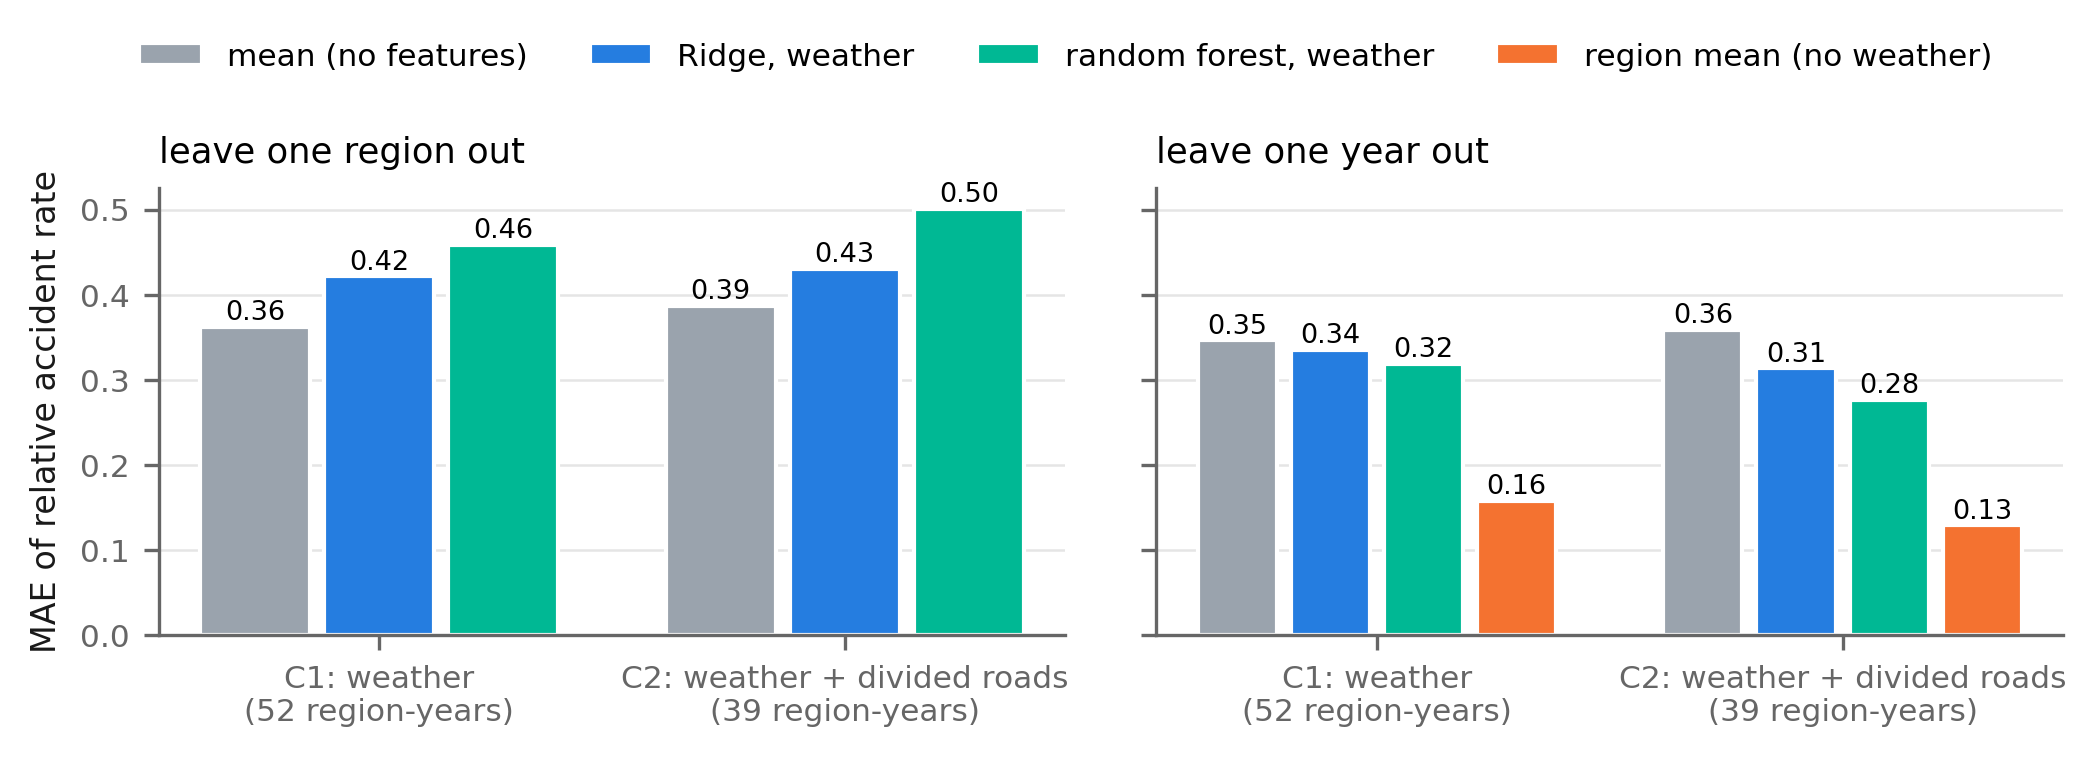 mean (no features)
Ridge, weather
random forest, weather
region mean (no weather)
leave one region out
MAE of relative accident rate
0.5
0.4
0.3
0.2
0.1
0.0
0.36
0.42
0.46
0.39
0.43
0.50
C1: weather
(52 region-years)
C2: weather + divided roads
(39 region-years)
leave one year out
0.35
0.34
0.32
0.16
0.36
0.31
0.28
0.13
C1: weather
(52 region-years)
C2: weather + divided roads
(39 region-years)